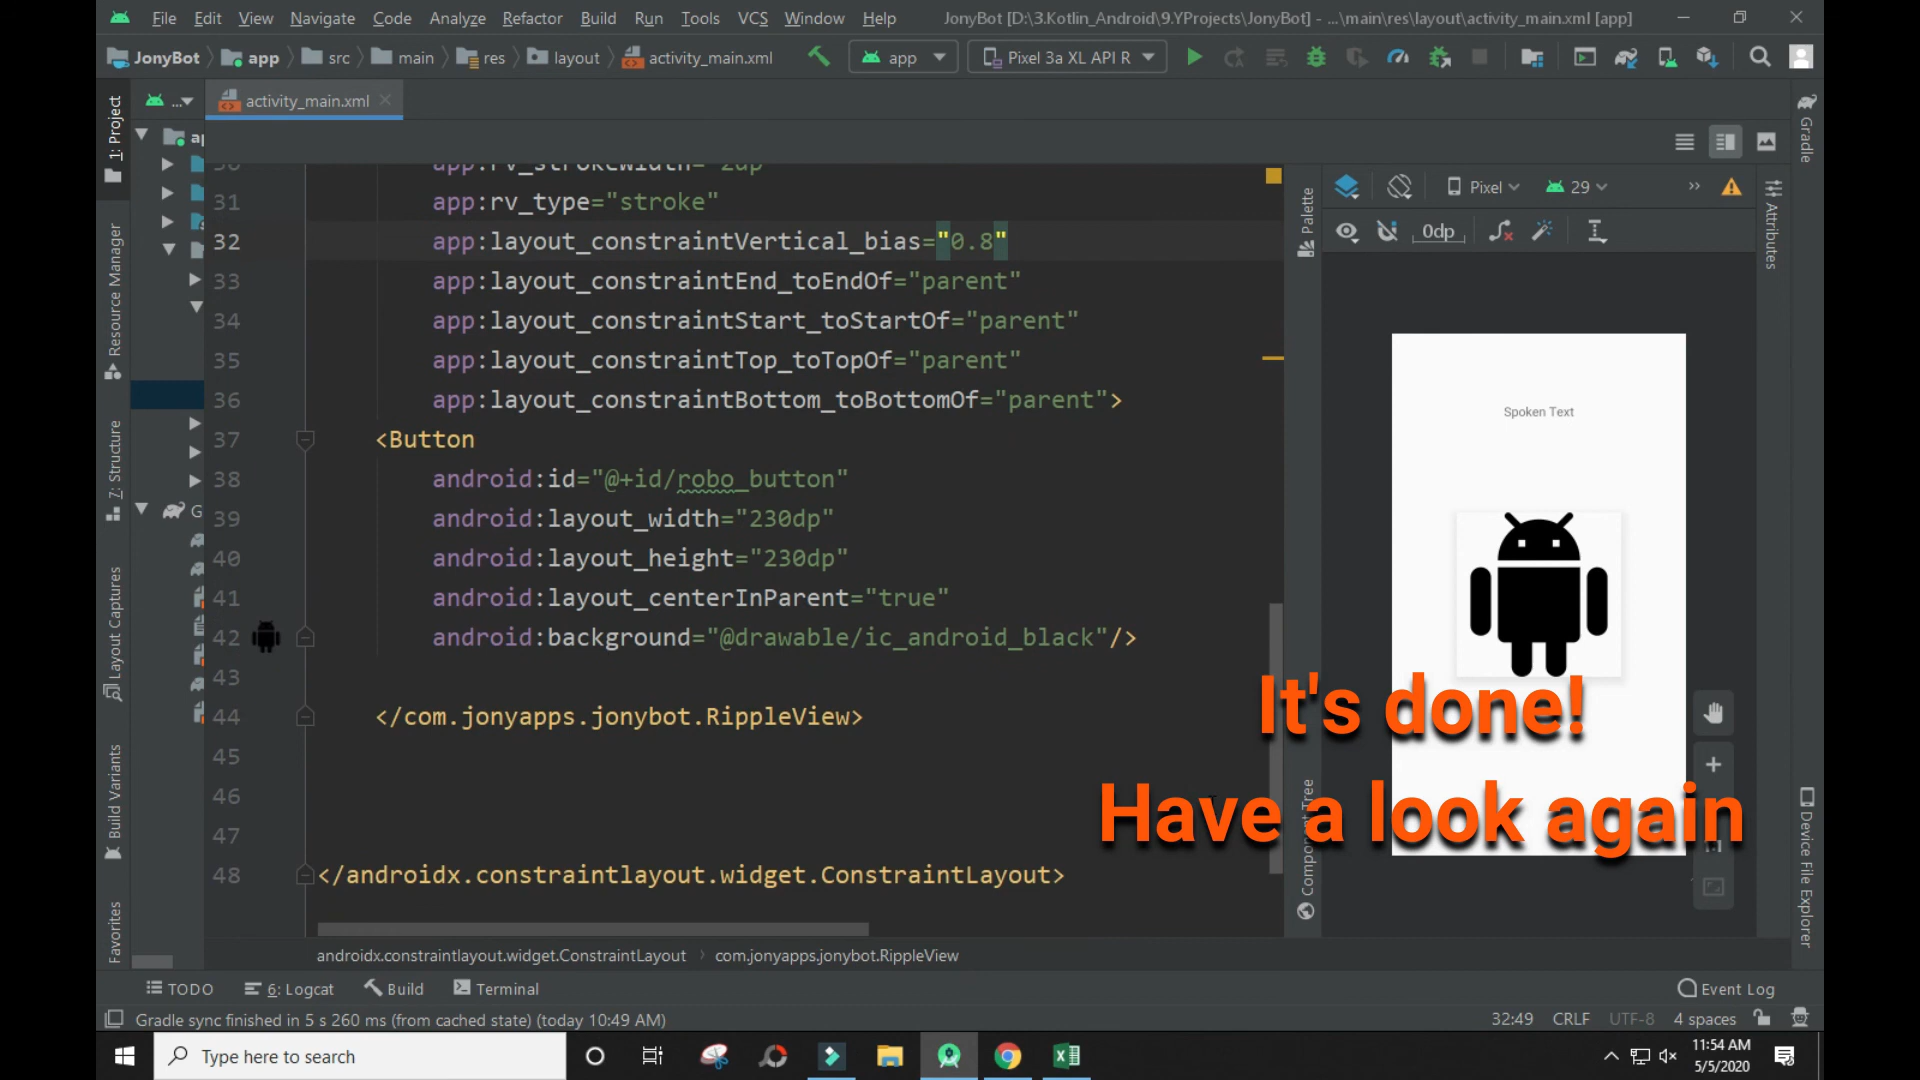 File Edit View Navigate Code Analyze Refactor Build Run Tools VCS Window Help JonyBot [D:\3.Kotlin_Android\9.YProjects\JonyBot] - ...\main\res\layout\activity_main.xml [app]
JonyBot app src main res layout activity_main.xml app Pixel 3a XL API R
... activity_main.xml
1: Project
Resource Manager
7: Structure
Layout Captures
Build Variants
Favorites
31 app:rv_type="stroke"
32 app:layout_constraintVertical_bias="0.8"
33 app:layout_constraintEnd_toEndOf="parent"
34 app:layout_constraintStart_toStartOf="parent"
35 app:layout_constraintTop_toTopOf="parent"
36 app:layout_constraintBottom_toBottomOf="parent">
37 <Button
38 android:id="@+id/robo_button"
39 android:layout_width="230dp"
40 android:layout_height="230dp"
41 android:layout_centerInParent="true"
42 android:background="@drawable/ic_android_black"/>
43
44 </com.jonyapps.jonybot.RippleView>
45
46
47
48 </androidx.constraintlayout.widget.ConstraintLayout>
androidx.constraintlayout.widget.ConstraintLayout com.jonyapps.jonybot.RippleView
Palette
Component Tree
Pixel 29
0dp
Spoken Text
It's done!
Have a look again
Gradle
Attributes
Device File Explorer
TODO 6: Logcat Build Terminal Event Log
Gradle sync finished in 5 s 260 ms (from cached state) (today 10:49 AM) 32:49 CRLF UTF-8 4 spaces
Type here to search 11:54 AM
5/5/2020